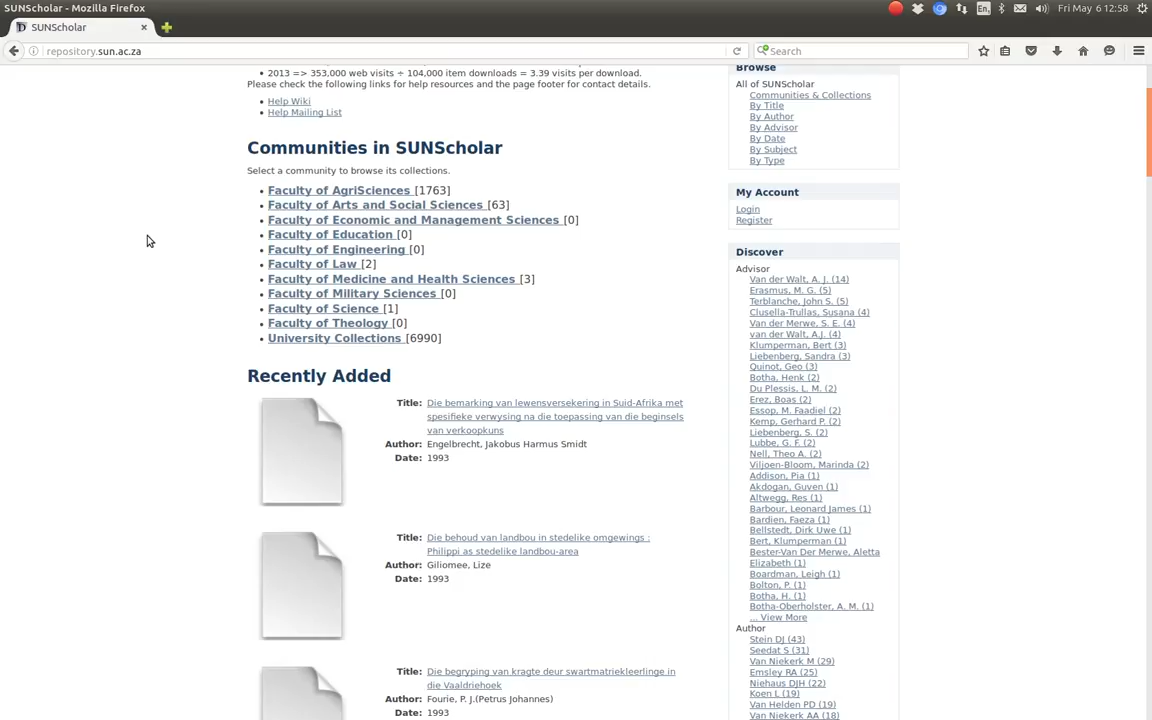 SUNScholar - Mozilla Firefox
En
Fri May 6 12:58
SUNScholar
repository.sun.ac.za
Search
• 2013 => 353,000 web visits ÷ 104,000 item downloads = 3.39 visits per download.
Please check the following links for help resources and the page footer for contact details.
• Help Wiki
• Help Mailing List
Communities in SUNScholar
Select a community to browse its collections.
• Faculty of AgriSciences [1763]
• Faculty of Arts and Social Sciences [63]
• Faculty of Economic and Management Sciences [0]
• Faculty of Education [0]
• Faculty of Engineering [0]
• Faculty of Law [2]
• Faculty of Medicine and Health Sciences [3]
• Faculty of Military Sciences [0]
• Faculty of Science [1]
• Faculty of Theology [0]
• University Collections [6990]
Recently Added
Title: Die bemarking van lewensversekering in Suid-Afrika met
spesifieke verwysing na die toepassing van die beginsels
van verkoopkuns
Author: Engelbrecht, Jakobus Harmus Smidt
Date: 1993
Title: Die behoud van landbou in stedelike omgewings :
Philippi as stedelike landbou-area
Author: Giliomee, Lize
Date: 1993
Title: Die begryping van kragte deur swartmatriekleerlinge in
die Vaaldriehoek
Author: Fourie, P. J.(Petrus Johannes)
Date: 1993
Browse
All of SUNScholar
Communities & Collections
By Title
By Author
By Advisor
By Date
By Subject
By Type
My Account
Login
Register
Discover
Advisor
Van der Walt, A. J. (14)
Erasmus, M. G. (5)
Terblanche, John S. (5)
Clusella-Trullas, Susana (4)
Van der Merwe, S. E. (4)
van der Walt, A.J. (4)
Klumperman, Bert (3)
Liebenberg, Sandra (3)
Quinot, Geo (3)
Botha, Henk (2)
Du Plessis, L. M. (2)
Erez, Boas (2)
Essop, M. Faadiel (2)
Kemp, Gerhard P. (2)
Liebenberg, S. (2)
Lubbe, G. F. (2)
Nell, Theo A. (2)
Viljoen-Bloom, Marinda (2)
Addison, Pia (1)
Akdogan, Guven (1)
Altwegg, Res (1)
Barbour, Leonard James (1)
Bardien, Faeza (1)
Bellstedt, Dirk Uwe (1)
Bert, Klumperman (1)
Bester-Van Der Merwe, Aletta
Elizabeth (1)
Boardman, Leigh (1)
Bolton, P. (1)
Botha, H. (1)
Botha-Oberholster, A. M. (1)
... View More
Author
Stein DJ (43)
Seedat S (31)
Van Niekerk M (29)
Emsley RA (25)
Niehaus DJH (22)
Koen L (19)
Van Helden PD (19)
Van Niekerk AA (18)